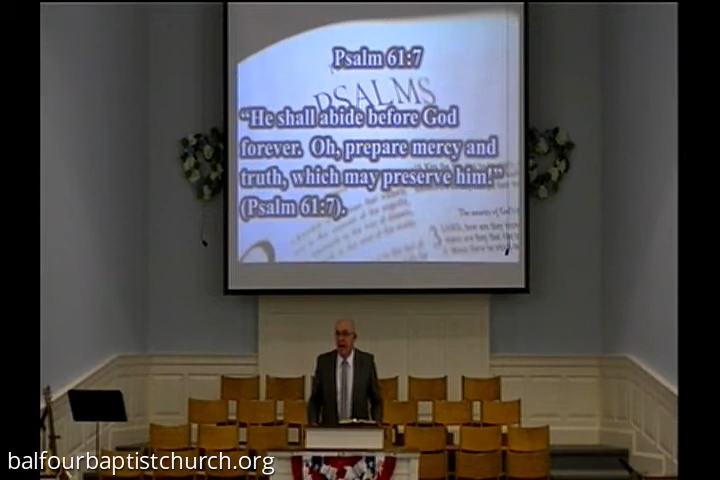 Psalm 61:7
PSALMS
“He shall abide before God
forever. Oh, prepare mercy and
truth, which may preserve him!”
(Psalm 61:7).
balfourbaptistchurch.org